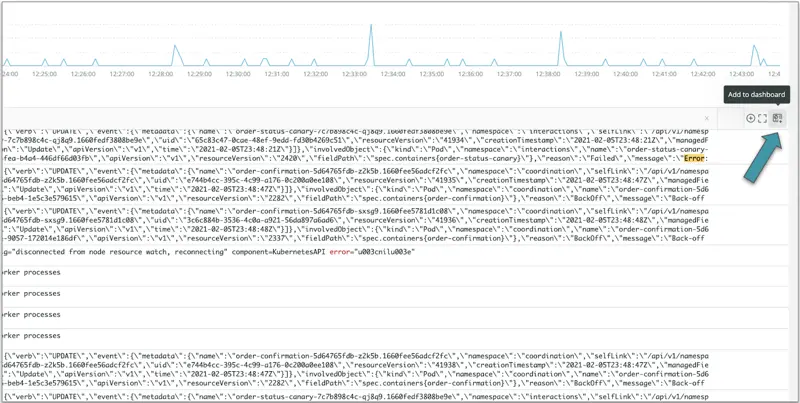 24:00 12:25:00 12:26:00 12:27:00 12:28:00 12:29:00 12:30:00 12:31:00 12:32:00 12:33:00 12:34:00 12:35:00 12:36:00 12:37:00 12:38:00 12:39:00 12:40:00 12:41:00 12:42:00 12:43:00 12:4
Add to dashboard
{\"verb\":\"UPDATE\",\"event\":{\"metadata\":{\"name\":\"order-status-canary-7c7b898c4c-qj8q9.1660fedf3808be9e\",\"namespace\":\"interactions\",\"selfLink\":\"/api/v1/namesp
7c7b898c4c-qj8q9.1660fedf3808be9e\",\"uid\":\"65c83c47-0cae-48ef-9edd-fd30b4269c51\",\"resourceVersion\":\"41934\",\"creationTimestamp\":\"2021-02-05T23:48:21Z\",\"managedF
:\"Update\",\"apiVersion\":\"v1\",\"time\":\"2021-02-05T23:48:21Z\"}]},\"involvedObject\":{\"kind\":\"Pod\",\"namespace\":\"interactions\",\"name\":\"order-status-canary-
fea-b4a4-446df66d03fb\",\"apiVersion\":\"v1\",\"resourceVersion\":\"2420\",\"fieldPath\":\"spec.containers{order-status-canary}\"},\"reason\":\"Failed\",\"message\":\"Error:
{\"verb\":\"UPDATE\",\"event\":{\"metadata\":{\"name\":\"order-confirmation-5d64765fdb-z2k5b.1660fee56adcf2fc\",\"namespace\":\"coordination\",\"selfLink\":\"/api/v1/namespa
d64765fdb-z2k5b.1660fee56adcf2fc\",\"uid\":\"e744b4cc-395c-4c99-a176-0c200a0ee108\",\"resourceVersion\":\"41935\",\"creationTimestamp\":\"2021-02-05T23:48:47Z\",\"managedFie
\"Update\",\"apiVersion\":\"v1\",\"time\":\"2021-02-05T23:48:47Z\"}]},\"involvedObject\":{\"kind\":\"Pod\",\"namespace\":\"coordination\",\"name\":\"order-confirmation-5d6
-beb4-1e5c3e579615\",\"apiVersion\":\"v1\",\"resourceVersion\":\"2282\",\"fieldPath\":\"spec.containers{order-confirmation}\"},\"reason\":\"BackOff\",\"message\":\"Back-off
{\"verb\":\"UPDATE\",\"event\":{\"metadata\":{\"name\":\"order-confirmation-5d64765fdb-sxsg9.1660fee5781d1c08\",\"namespace\":\"coordination\",\"selfLink\":\"/api/v1/namespa
d64765fdb-sxsg9.1660fee5781d1c08\",\"uid\":\"3c6c884b-3536-4c0a-a921-56da897a6ad6\",\"resourceVersion\":\"41936\",\"creationTimestamp\":\"2021-02-05T23:48:48Z\",\"managedFie
\"Update\",\"apiVersion\":\"v1\",\"time\":\"2021-02-05T23:48:48Z\"}]},\"involvedObject\":{\"kind\":\"Pod\",\"namespace\":\"coordination\",\"name\":\"order-confirmation-5d6
-9057-172014e186df\",\"apiVersion\":\"v1\",\"resourceVersion\":\"2337\",\"fieldPath\":\"spec.containers{order-confirmation}\"},\"reason\":\"BackOff\",\"message\":\"Back-off
g="disconnected from node resource watch, reconnecting" component=KubernetesAPI error="u003cnilu003e"
rker processes
rker processes
rker processes
rker processes
{\"verb\":\"UPDATE\",\"event\":{\"metadata\":{\"name\":\"order-confirmation-5d64765fdb-z2k5b.1660fee56adcf2fc\",\"namespace\":\"coordination\",\"selfLink\":\"/api/v1/namespa
d64765fdb-z2k5b.1660fee56adcf2fc\",\"uid\":\"e744b4cc-395c-4c99-a176-0c200a0ee108\",\"resourceVersion\":\"41938\",\"creationTimestamp\":\"2021-02-05T23:48:47Z\",\"managedFie
\"Update\",\"apiVersion\":\"v1\",\"time\":\"2021-02-05T23:48:47Z\"}]},\"involvedObject\":{\"kind\":\"Pod\",\"namespace\":\"coordination\",\"name\":\"order-confirmation-5d6
-beb4-1e5c3e579615\",\"apiVersion\":\"v1\",\"resourceVersion\":\"2282\",\"fieldPath\":\"spec.containers{order-confirmation}\"},\"reason\":\"BackOff\",\"message\":\"Back-off
{\"verb\":\"UPDATE\",\"event\":{\"metadata\":{\"name\":\"order-status-canary-7c7b898c4c-qj8q9.1660fedf3808be9e\",\"namespace\":\"interactions\",\"selfLink\":\"/api/v1/namesp